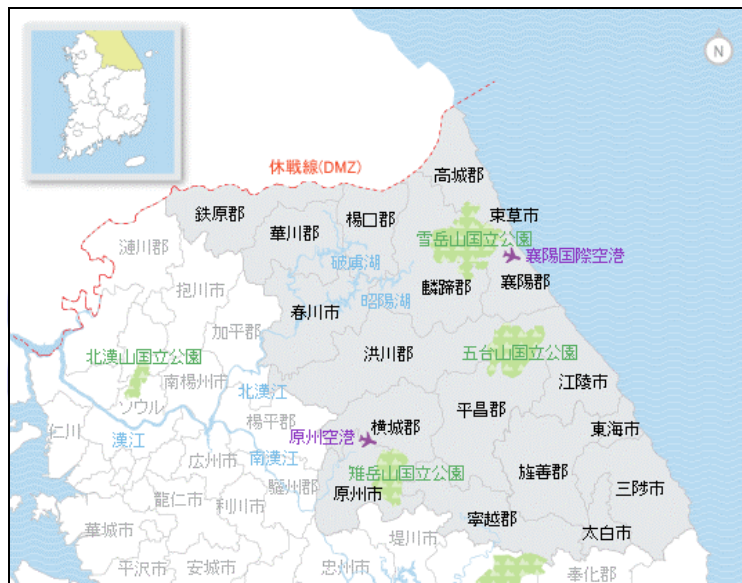 N
休戦線(DMZ)
高城郡
鉄原郡
華川郡
楊口郡
束草市
雪岳山国立公園
漣川郡
破虜湖
襄陽国際空港
抱川市
昭陽湖
麟蹄郡
襄陽郡
春川市
加平郡
北漢山国立公園
洪川郡
五台山国立公園
南楊州市
北漢江
江陵市
ソウル
楊平郡
平昌郡
仁川
漢江
原州空港
横城郡
東海市
広州市
南漢江
雉岳山国立公園
旌善郡
龍仁市
利川市
驪州郡
原州市
三陟市
華城市
寧越郡
堤川市
太白市
平沢市
安城市
忠州市
奉化郡